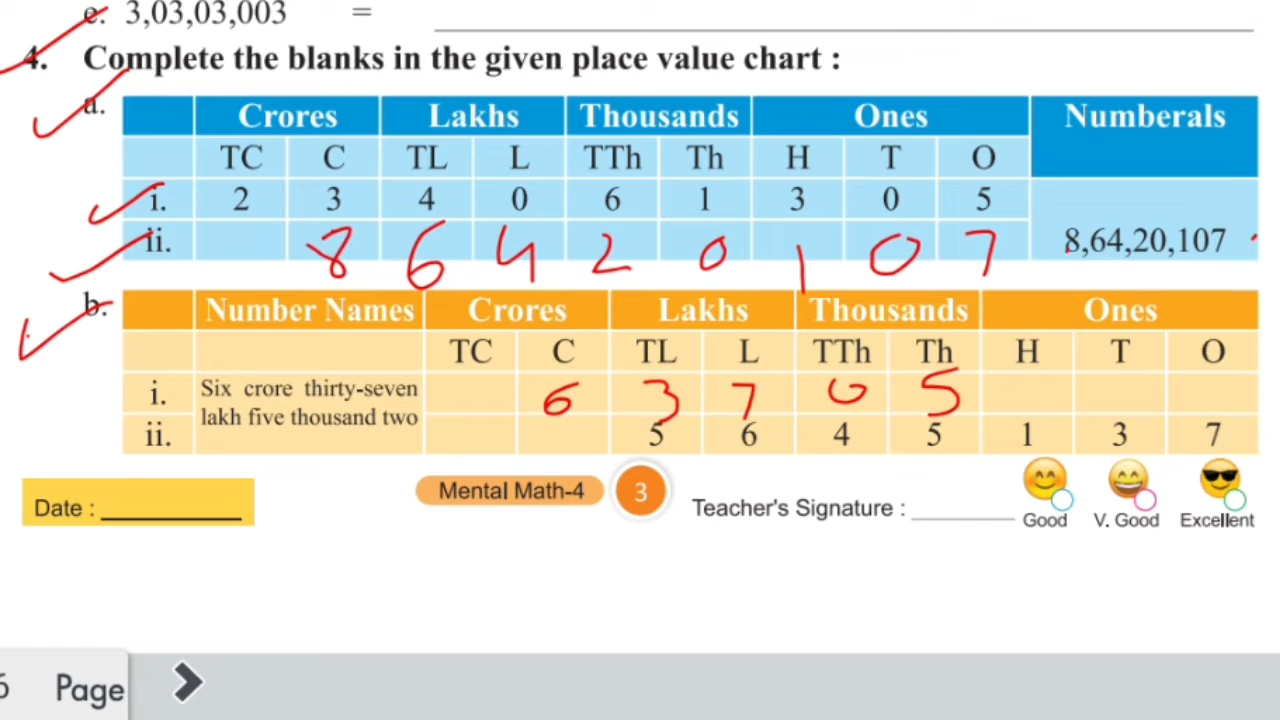 e. 3,03,03,003 =
4. Complete the blanks in the given place value chart :
a. Crores Lakhs Thousands Ones Numberals
TC C TL L TTh Th H T O
i. 2 3 4 0 6 1 3 0 5
ii. 8 6 4 2 0 1 0 7 8,64,20,107
b. Number Names Crores Lakhs Thousands Ones
TC C TL L TTh Th H T O
i. Six crore thirty-seven 6 3 7 0 5
lakh five thousand two
ii. 5 6 4 5 1 3 7
Mental Math-4 3
Date : Teacher's Signature : Good V. Good Excellent
6 Page